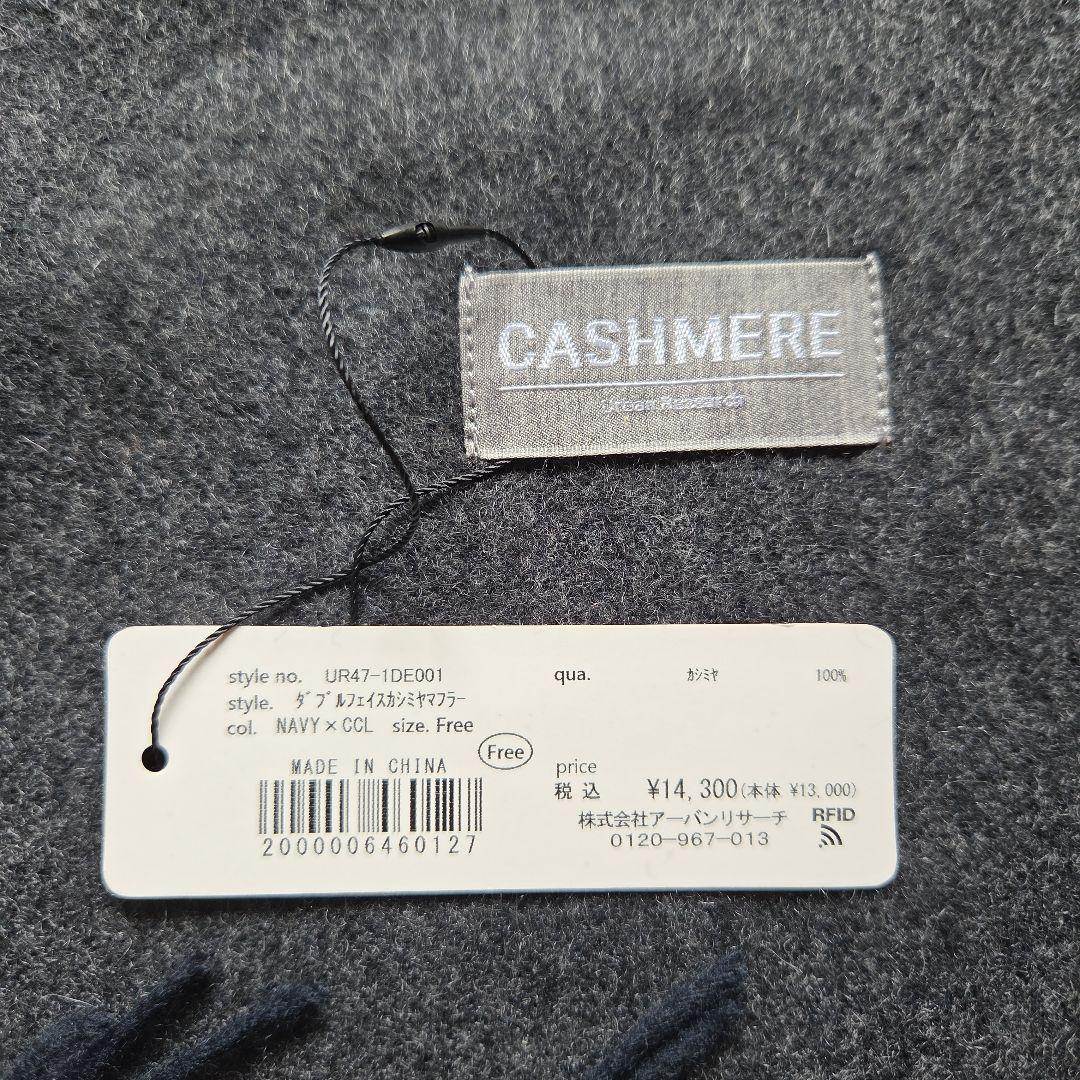 CASHMERE
Urban Research
style no. UR47-1DE001
style. ﾀﾞﾌﾞﾙﾌｪｲｽｶｼﾐﾔﾏﾌﾗｰ
col. NAVY×CCL size. Free
Free
MADE IN CHINA
2000006460127
qua. ｶｼﾐﾔ 100%
price
税込 ¥14,300(本体 ¥13,000)
株式会社アーバンリサーチ
0120-967-013
RFID